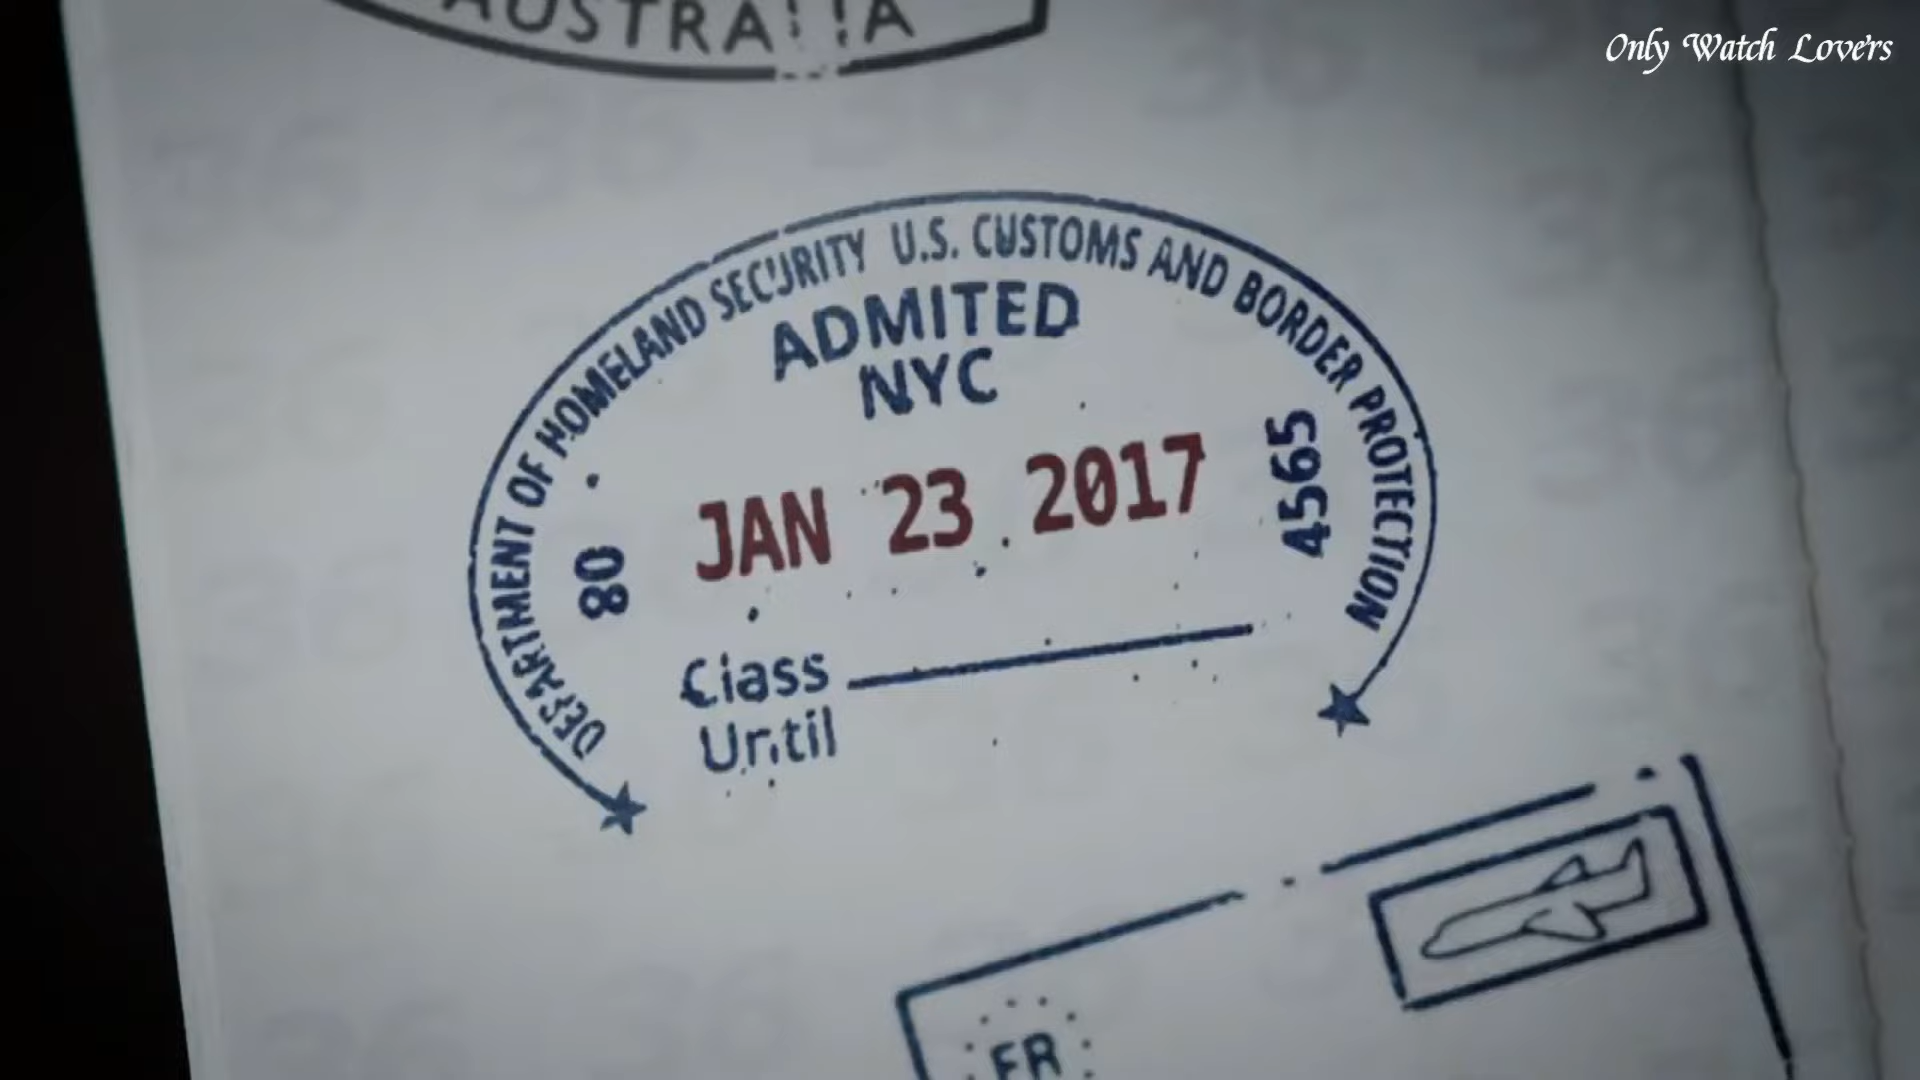 Only Watch Lovers
AUSTRALIA
DEPARTMENT OF HOMELAND SECURITY U.S. CUSTOMS AND BORDER PROTECTION
ADMITED
NYC
JAN 23 2017
80
4565
Class
Until
FR